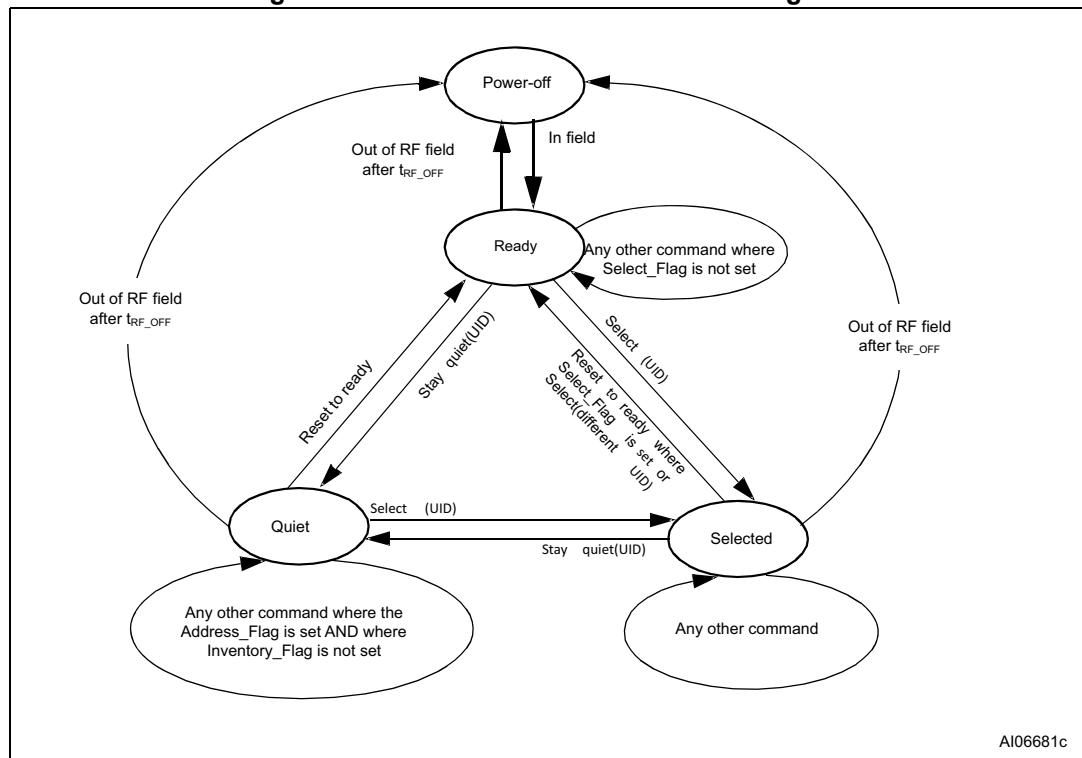 Power-off
In field
Out of RF field
after tRF_OFF
Ready
Any other command where
Select_Flag is not set
Out of RF field
after tRF_OFF
Out of RF field
after tRF_OFF
Reset to ready
Stay quiet(UID)
Select (UID)
Reset to ready where
Select_Flag is set or
Select(different UID)
Quiet
Select (UID)
Stay quiet(UID)
Selected
Any other command where the
Address_Flag is set AND where
Inventory_Flag is not set
Any other command
AI06681c